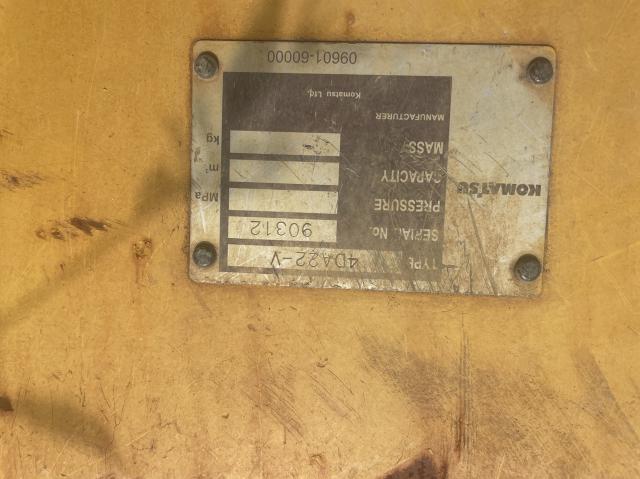 KOMATSU
TYPE 4DA22-V
SERIAL No. 90312
PRESSURE MPa
CAPACITY m³
MASS kg
MANUFACTURER
Komatsu Ltd.
09601-60000